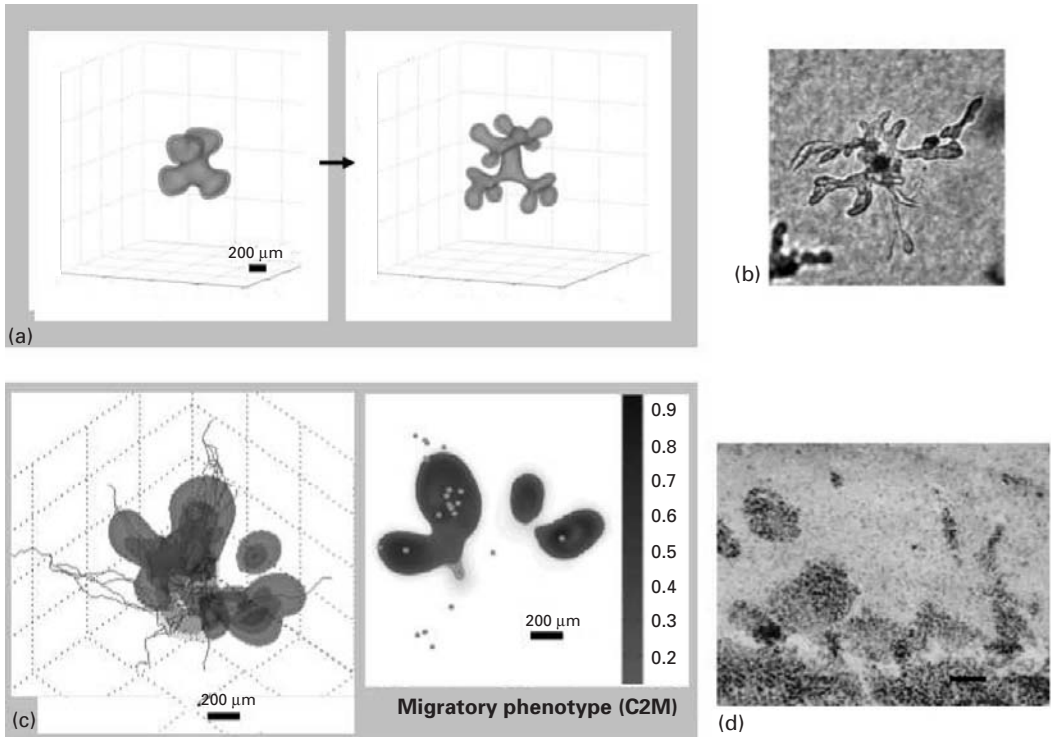 200 μm
(a)
(b)
0.9
0.8
0.7
0.6
0.5
0.4
0.3
0.2
200 μm
200 μm
(c)
Migratory phenotype (C2M)
(d)